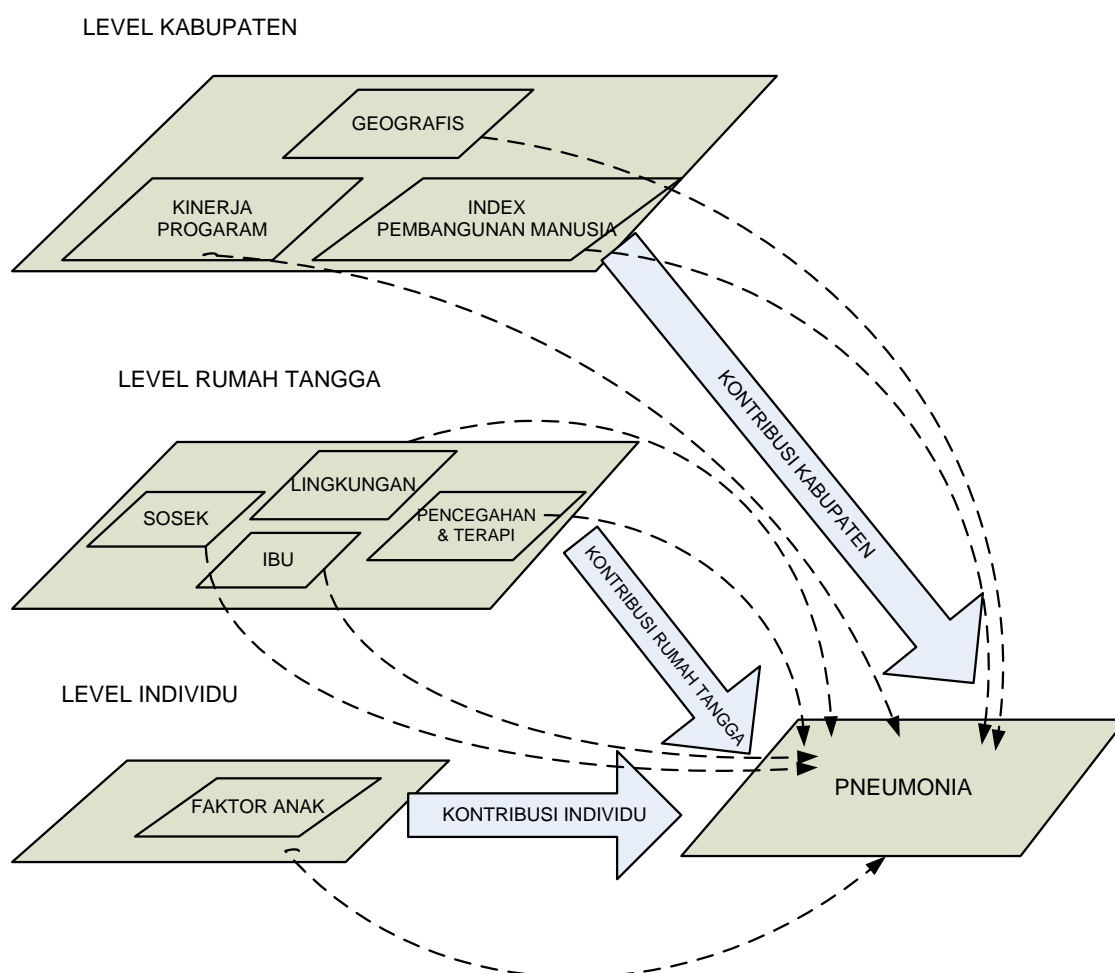 LEVEL KABUPATEN
GEOGRAFIS
KINERJA
PROGARAM
INDEX
PEMBANGUNAN MANUSIA
KONTRIBUSI KABUPATEN
LEVEL RUMAH TANGGA
LINGKUNGAN
SOSEK
PENCEGAHAN
& TERAPI
IBU
KONTRIBUSI RUMAH TANGGA
LEVEL INDIVIDU
FAKTOR ANAK
KONTRIBUSI INDIVIDU
PNEUMONIA